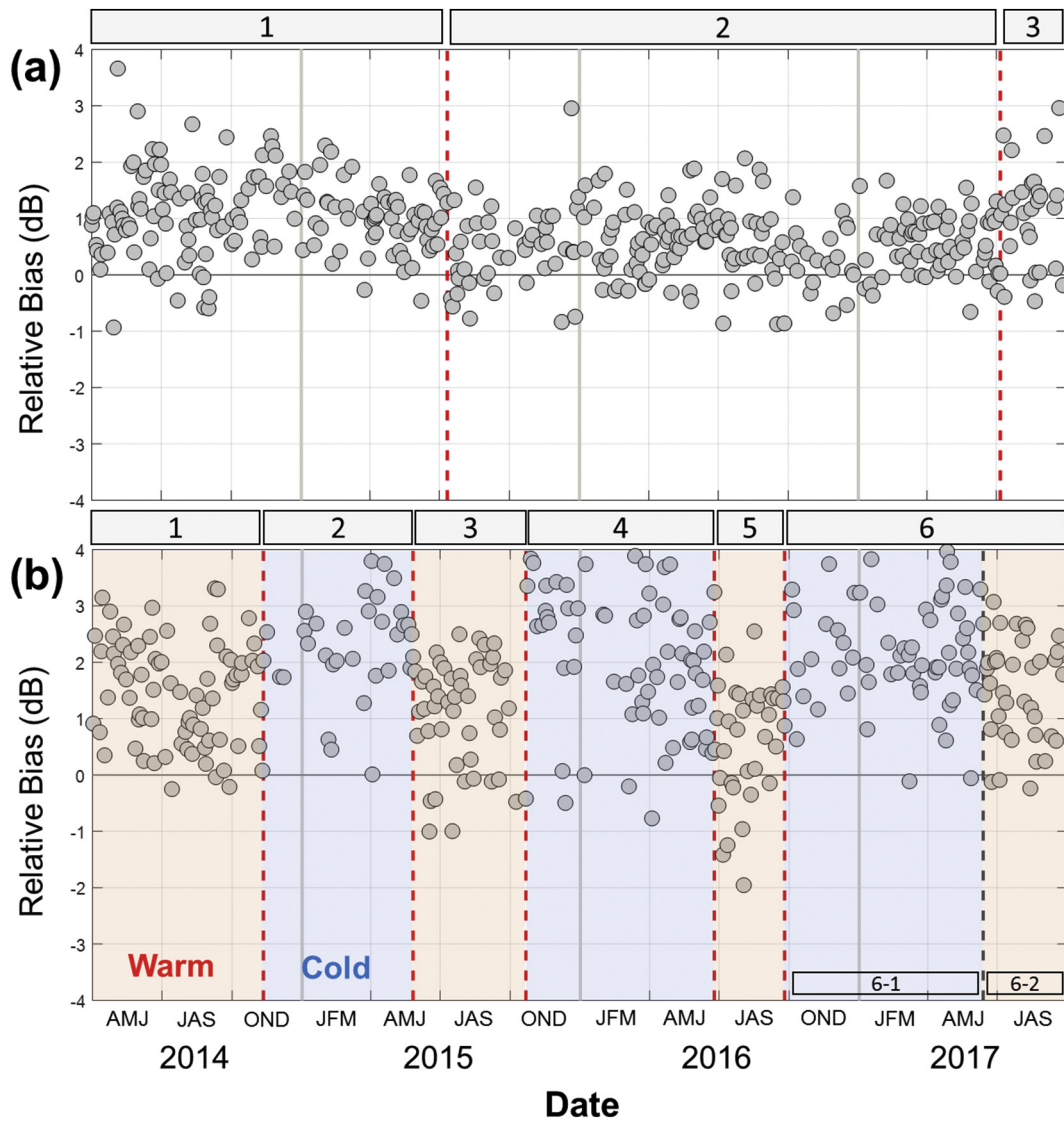 1 2 3
(a)
4
3
2
1
0
-1
-2
-3
-4
Relative Bias (dB)
1 2 3 4 5 6
(b)
4
3
2
1
0
-1
-2
-3
-4
Relative Bias (dB)
Warm Cold
6-1 6-2
AMJ JAS OND JFM AMJ JAS OND JFM AMJ JAS OND JFM AMJ JAS
2014 2015 2016 2017
Date